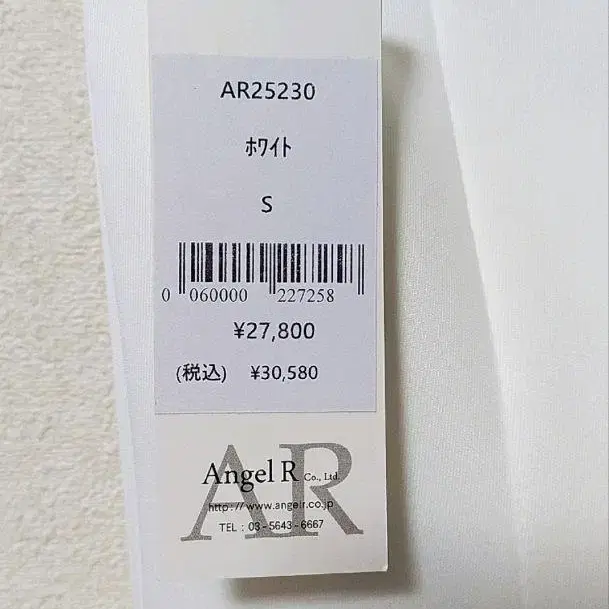 AR25230
ﾎﾜｲﾄ
S
0 060000 227258
¥27,800
(税込) ¥30,580
AR
Angel R Co., Ltd.
http://www.angelr.co.jp
TEL : 03-5643-6667